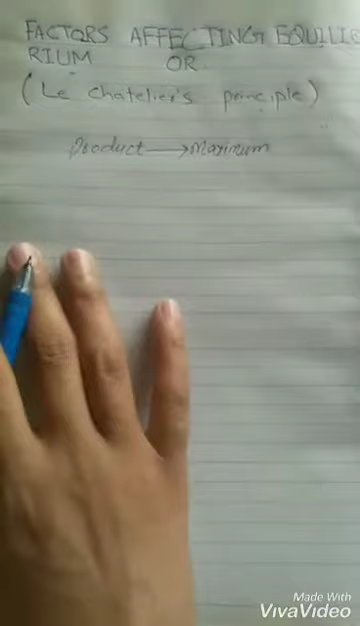 FACTORS AFFECTING EQUILIB
RIUM OR
(Le Chatelier's principle)
Product → Maximum
Made With
VivaVideo